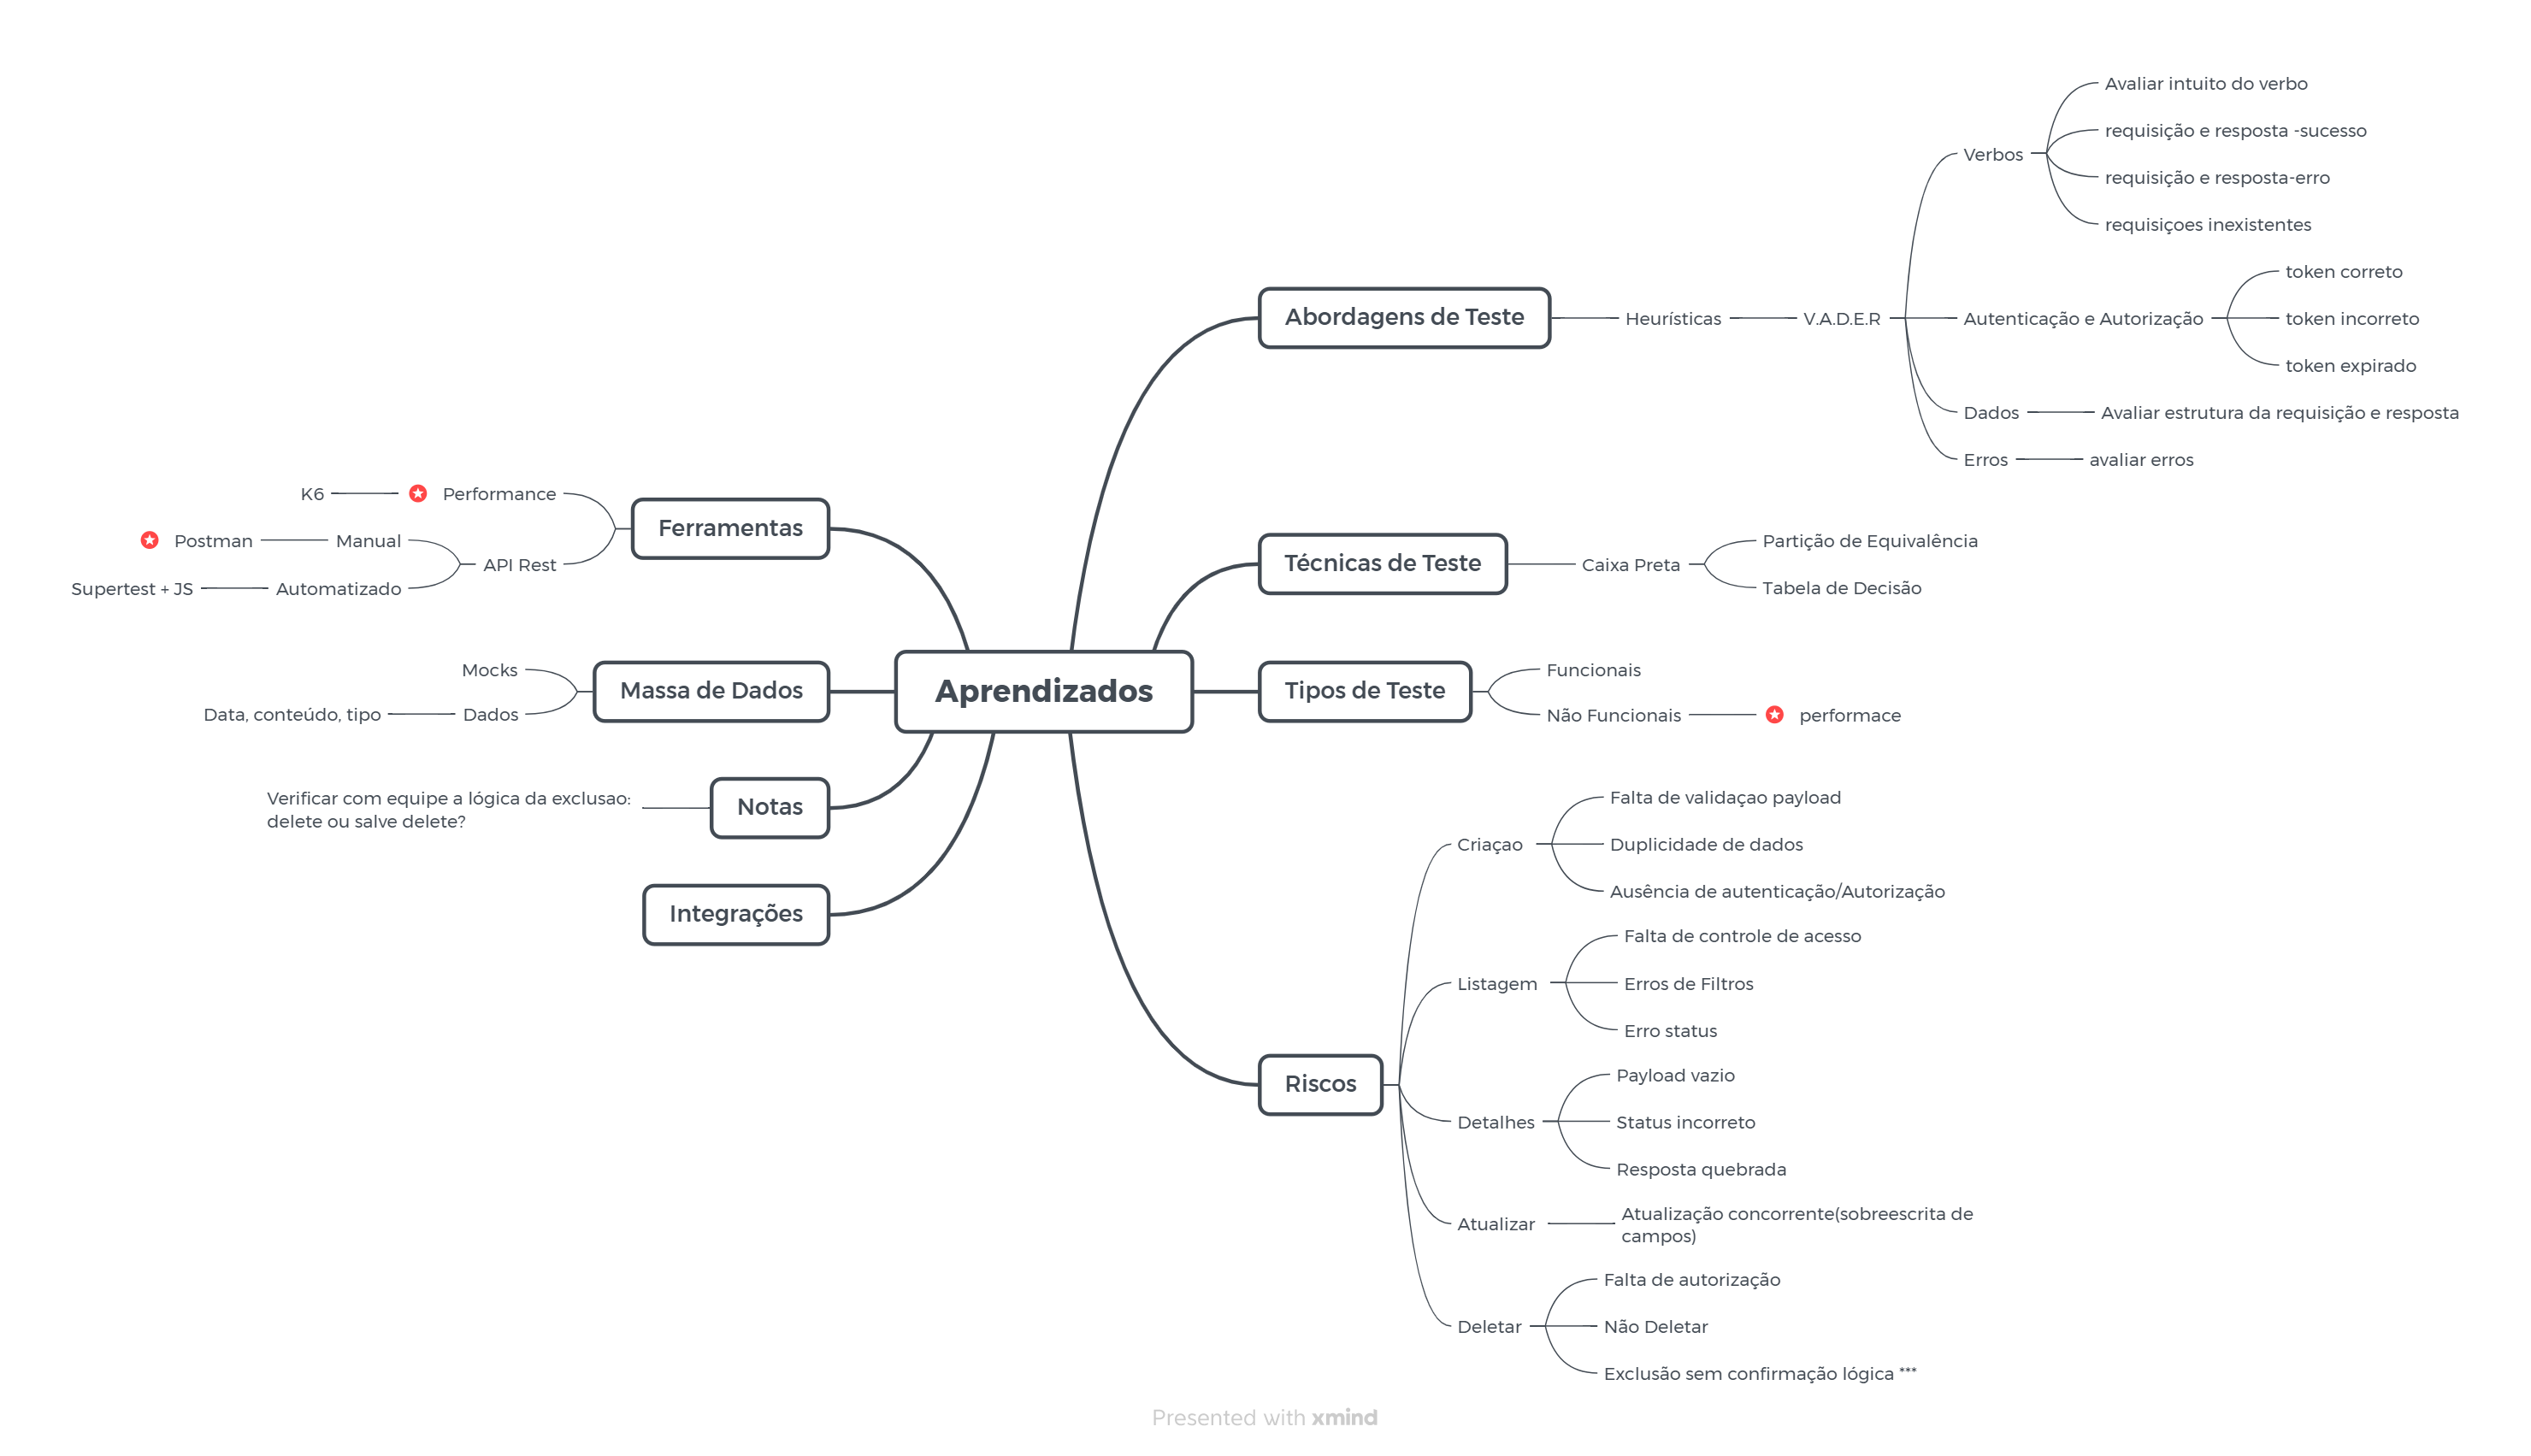 Aprendizados
Abordagens de Teste
Heurísticas
V.A.D.E.R
Verbos
Avaliar intuito do verbo
requisição e resposta -sucesso
requisição e resposta-erro
requisiçoes inexistentes
Autenticação e Autorização
token correto
token incorreto
token expirado
Dados
Avaliar estrutura da requisição e resposta
Erros
avaliar erros
Técnicas de Teste
Caixa Preta
Partição de Equivalência
Tabela de Decisão
Tipos de Teste
Funcionais
Não Funcionais
performace
Riscos
Criaçao
Falta de validaçao payload
Duplicidade de dados
Ausência de autenticação/Autorização
Listagem
Falta de controle de acesso
Erros de Filtros
Erro status
Detalhes
Payload vazio
Status incorreto
Resposta quebrada
Atualizar
Atualização concorrente(sobreescrita de
campos)
Deletar
Falta de autorização
Não Deletar
Exclusão sem confirmação lógica ***
Ferramentas
Performance
K6
API Rest
Manual
Postman
Automatizado
Supertest + JS
Massa de Dados
Mocks
Dados
Data, conteúdo, tipo
Notas
Verificar com equipe a lógica da exclusao:
delete ou salve delete?
Integrações
Presented with xmind